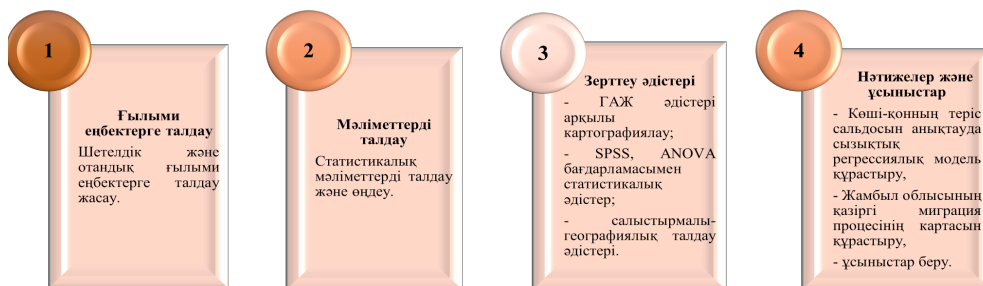 1
Ғылыми
еңбектерге талдау
Шетелдік және
отандық ғылыми
еңбектерге талдау
жасау.
2
Мәліметтерді
талдау
Статистикалық
мәліметтерді талдау
және өңдеу.
3
Зерттеу әдістері
- ГАЖ әдістері
арқылы
картографиялау;
- SPSS, ANOVA
бағдарламасымен
статистикалық
әдістер;
- салыстырмалы-
географиялық талдау
әдістері.
4
Нәтижелер және
ұсыныстар
- Көші-қонның теріс
сальдосын анықтауда
сызықтық
регрессиялық модель
құрастыру,
- Жамбыл облысының
қазіргі миграция
процесінің картасын
құрастыру,
- ұсыныстар беру.